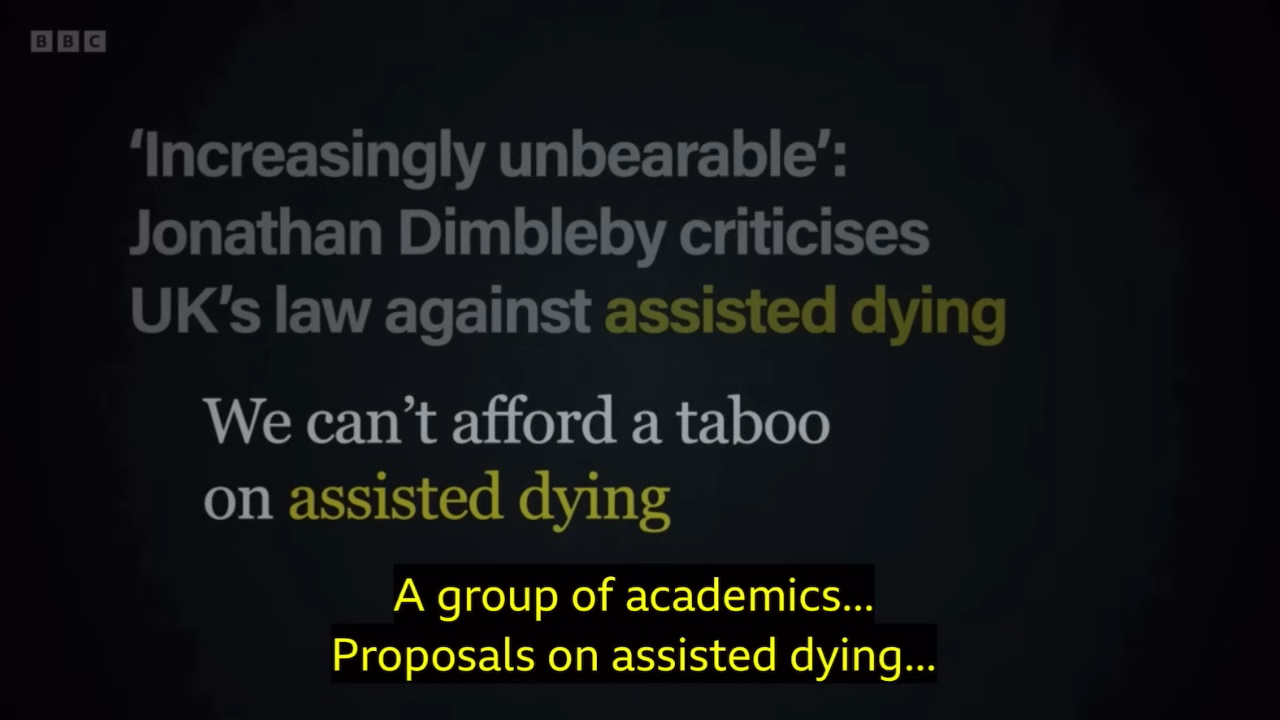 BBC
‘Increasingly unbearable’:
Jonathan Dimbleby criticises
UK’s law against assisted dying
We can’t afford a taboo
on assisted dying
A group of academics...
Proposals on assisted dying...